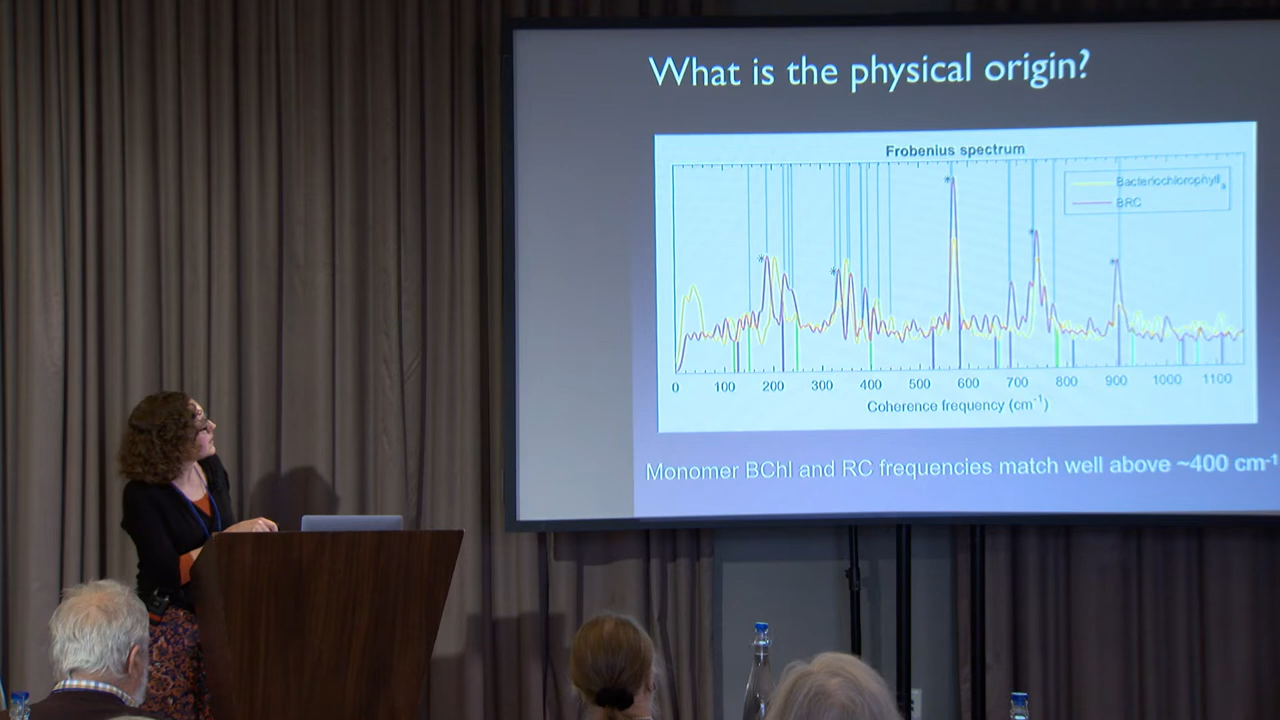 What is the physical origin?
Frobenius spectrum
Bacteriochlorophyll a
BRC
0 100 200 300 400 500 600 700 800 900 1000 1100
Coherence frequency (cm-1)
Monomer BChl and RC frequencies match well above ~400 cm-1